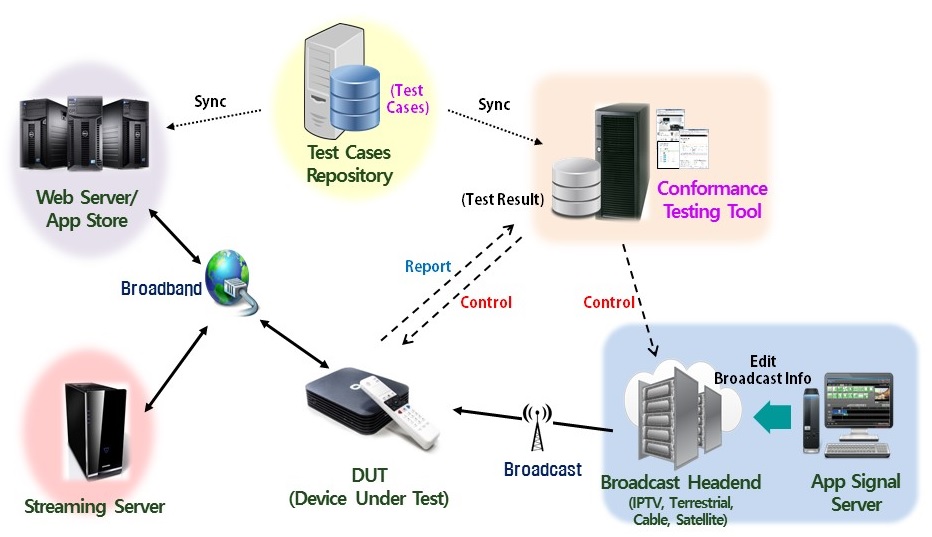 Sync
(Test
Cases)
Sync
Test Cases
Repository
Web Server/
App Store
(Test Result)
Conformance
Testing Tool
Broadband
Report
Control
Control
Edit
Broadcast Info
Broadcast
DUT
(Device Under Test)
Streaming Server
Broadcast Headend
(IPTV, Terrestrial,
Cable, Satellite)
App Signal
Server